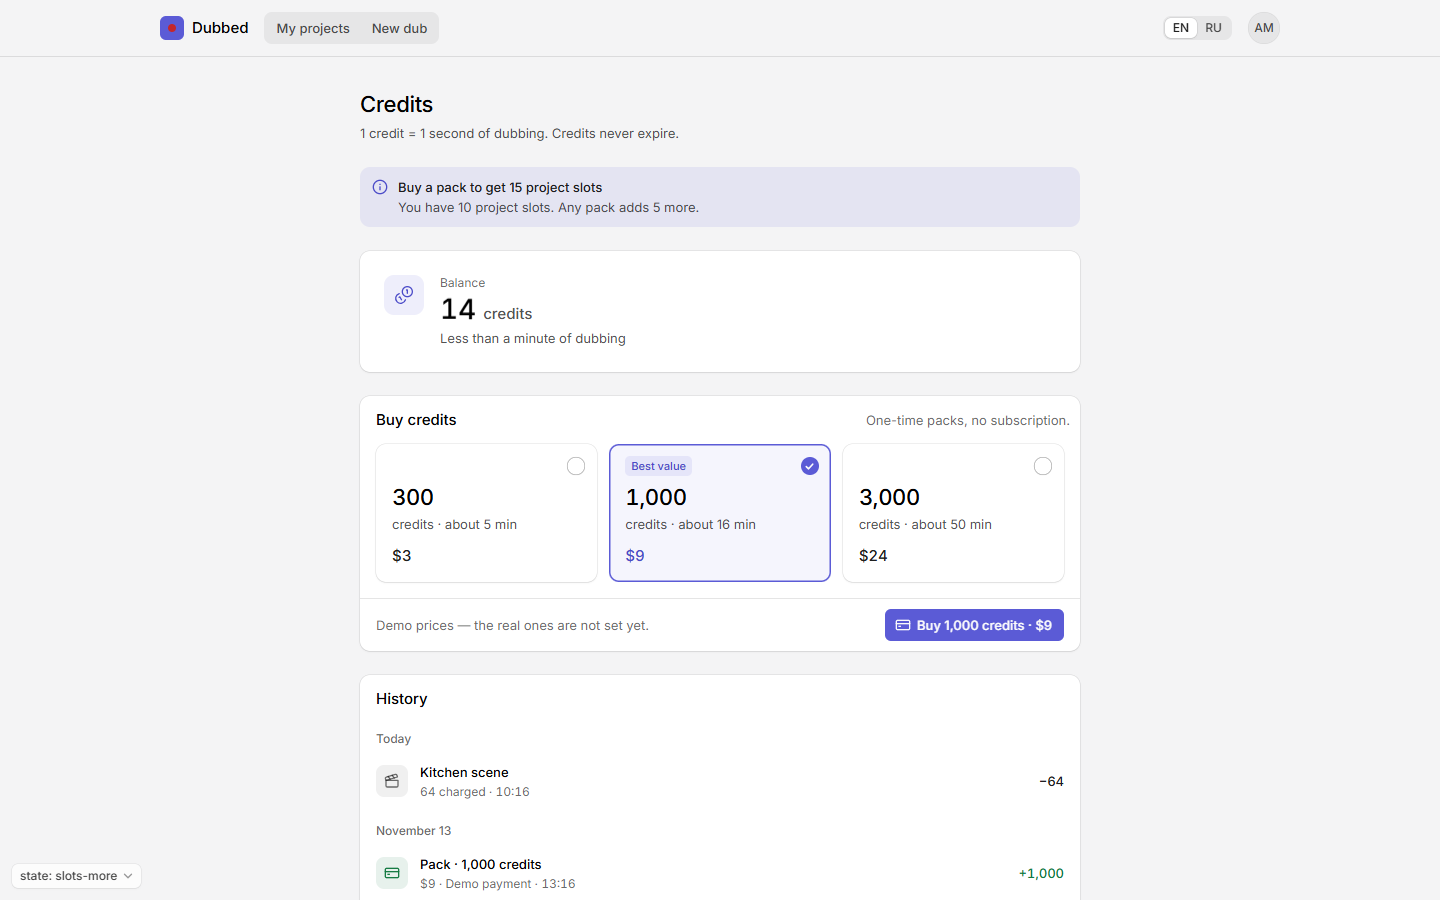 Dubbed
My projects
New dub
EN
RU
AM
Credits
1 credit = 1 second of dubbing. Credits never expire.
Buy a pack to get 15 project slots
You have 10 project slots. Any pack adds 5 more.
Balance
14 credits
Less than a minute of dubbing
Buy credits
One-time packs, no subscription.
300
credits · about 5 min
$3
Best value
1,000
credits · about 16 min
$9
3,000
credits · about 50 min
$24
Demo prices — the real ones are not set yet.
Buy 1,000 credits · $9
History
Today
Kitchen scene
64 charged · 10:16
−64
November 13
Pack · 1,000 credits
$9 · Demo payment · 13:16
+1,000
state: slots-more